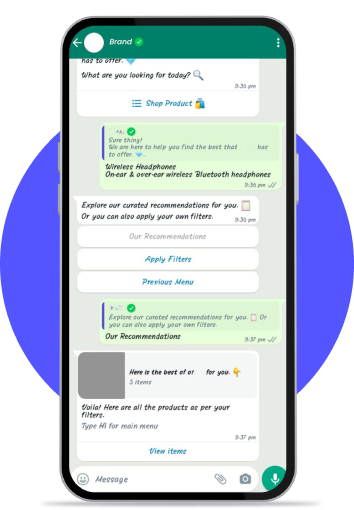 Brand
has to offer.
What are you looking for today?
9:36 pm
Shop Product
Sure thing!
We are here to help you find the best that has
to offer.
Wireless Headphones
On-ear & over-ear wireless Bluetooth headphones
9:36 pm
Explore our curated recommendations for you.
Or you can also apply your own filters.
9:36 pm
Our Recommendations
Apply Filters
Previous Menu
Explore our curated recommendations for you. Or
you can also apply your own filters.
Our Recommendations
9:37 pm
Here is the best of for you.
5 items
Voila! Here are all the products as per your
filters.
Type Hi for main menu
9:37 pm
View items
Message